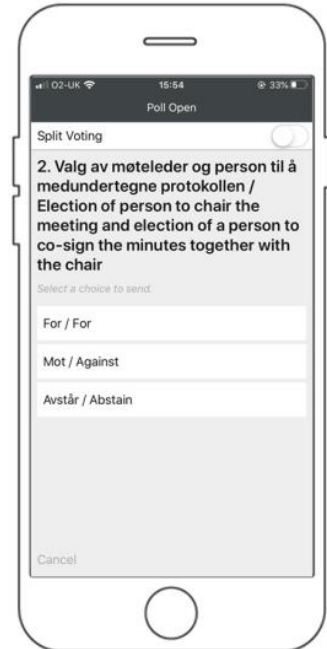 O2-UK 15:54 33%
Poll Open
Split Voting
2. Valg av møteleder og person til å
medundertegne protokollen /
Election of person to chair the
meeting and election of a person to
co-sign the minutes together with
the chair
Select a choice to send.
For / For
Mot / Against
Avstår / Abstain
Cancel